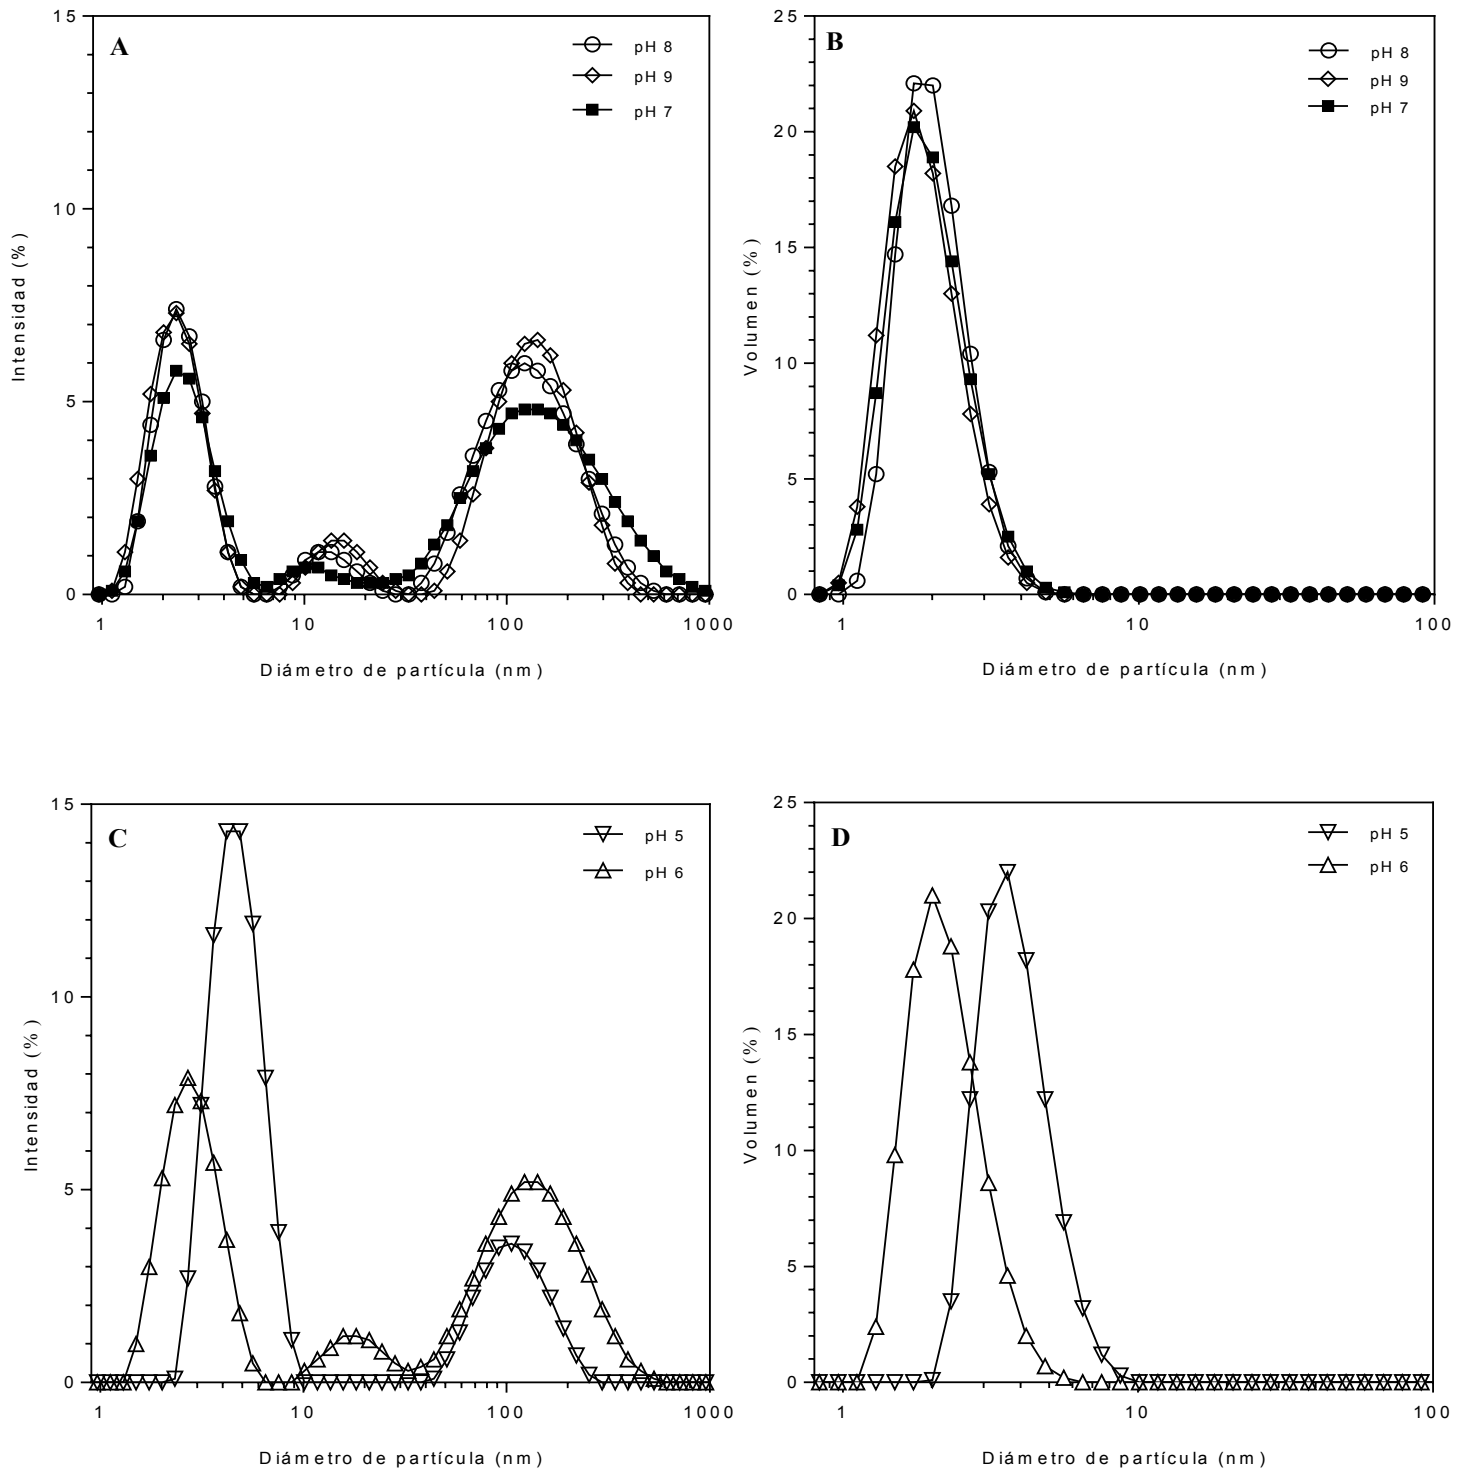 A
pH 8
pH 9
pH 7
15
10
5
0
Intensidad (%)
1
10
100
1000
Diámetro de partícula (nm)
B
pH 8
pH 9
pH 7
25
20
15
10
5
0
Volumen (%)
1
10
100
Diámetro de partícula (nm)
C
pH 5
pH 6
15
10
5
0
Intensidad (%)
1
10
100
1000
Diámetro de partícula (nm)
D
pH 5
pH 6
25
20
15
10
5
0
Volumen (%)
1
10
100
Diámetro de partícula (nm)